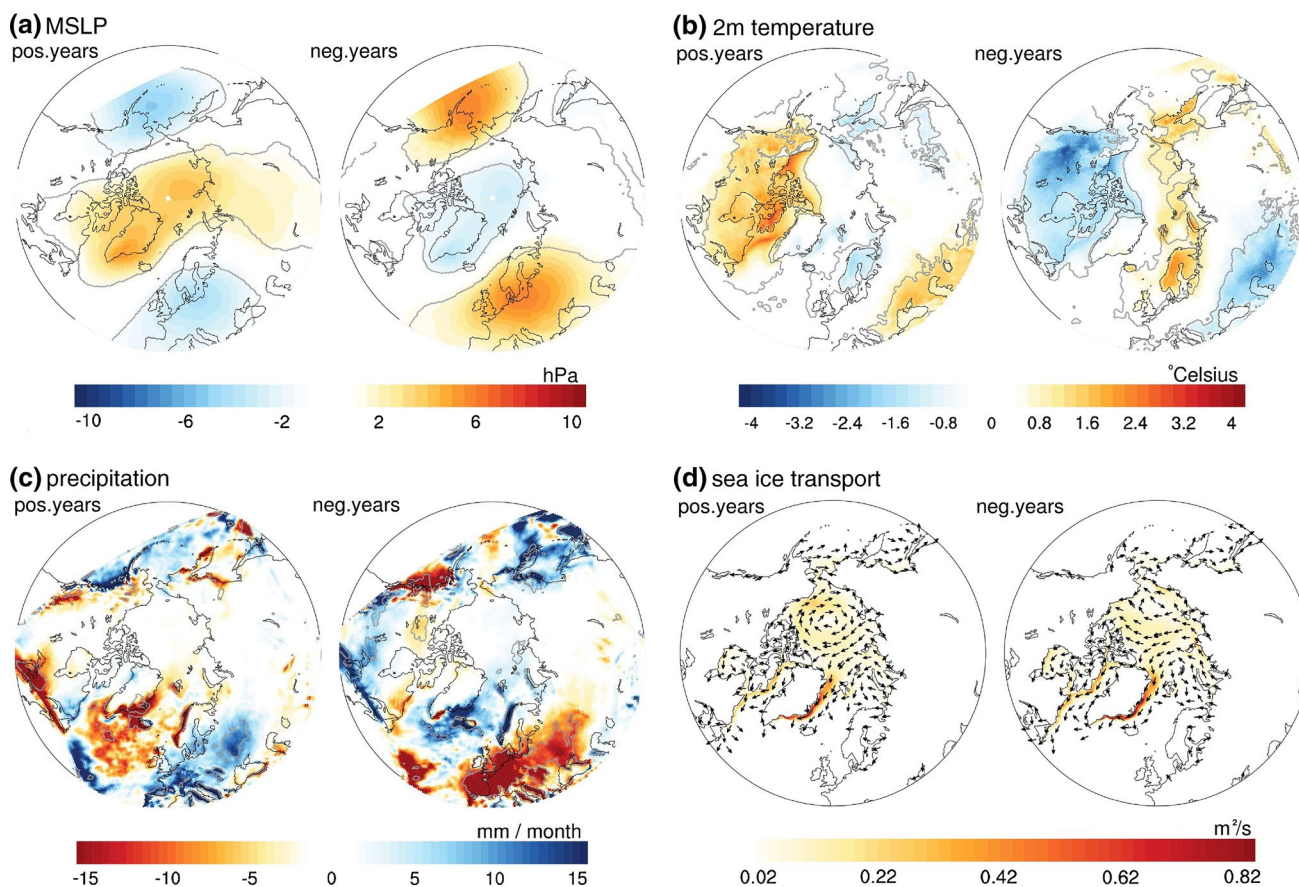 (a) MSLP
pos.years
neg.years
hPa
-10 -6 -2 2 6 10
(b) 2m temperature
pos.years
neg.years
°Celsius
-4 -3.2 -2.4 -1.6 -0.8 0 0.8 1.6 2.4 3.2 4
(c) precipitation
pos.years
neg.years
mm / month
-15 -10 -5 0 5 10 15
(d) sea ice transport
pos.years
neg.years
m²/s
0.02 0.22 0.42 0.62 0.82